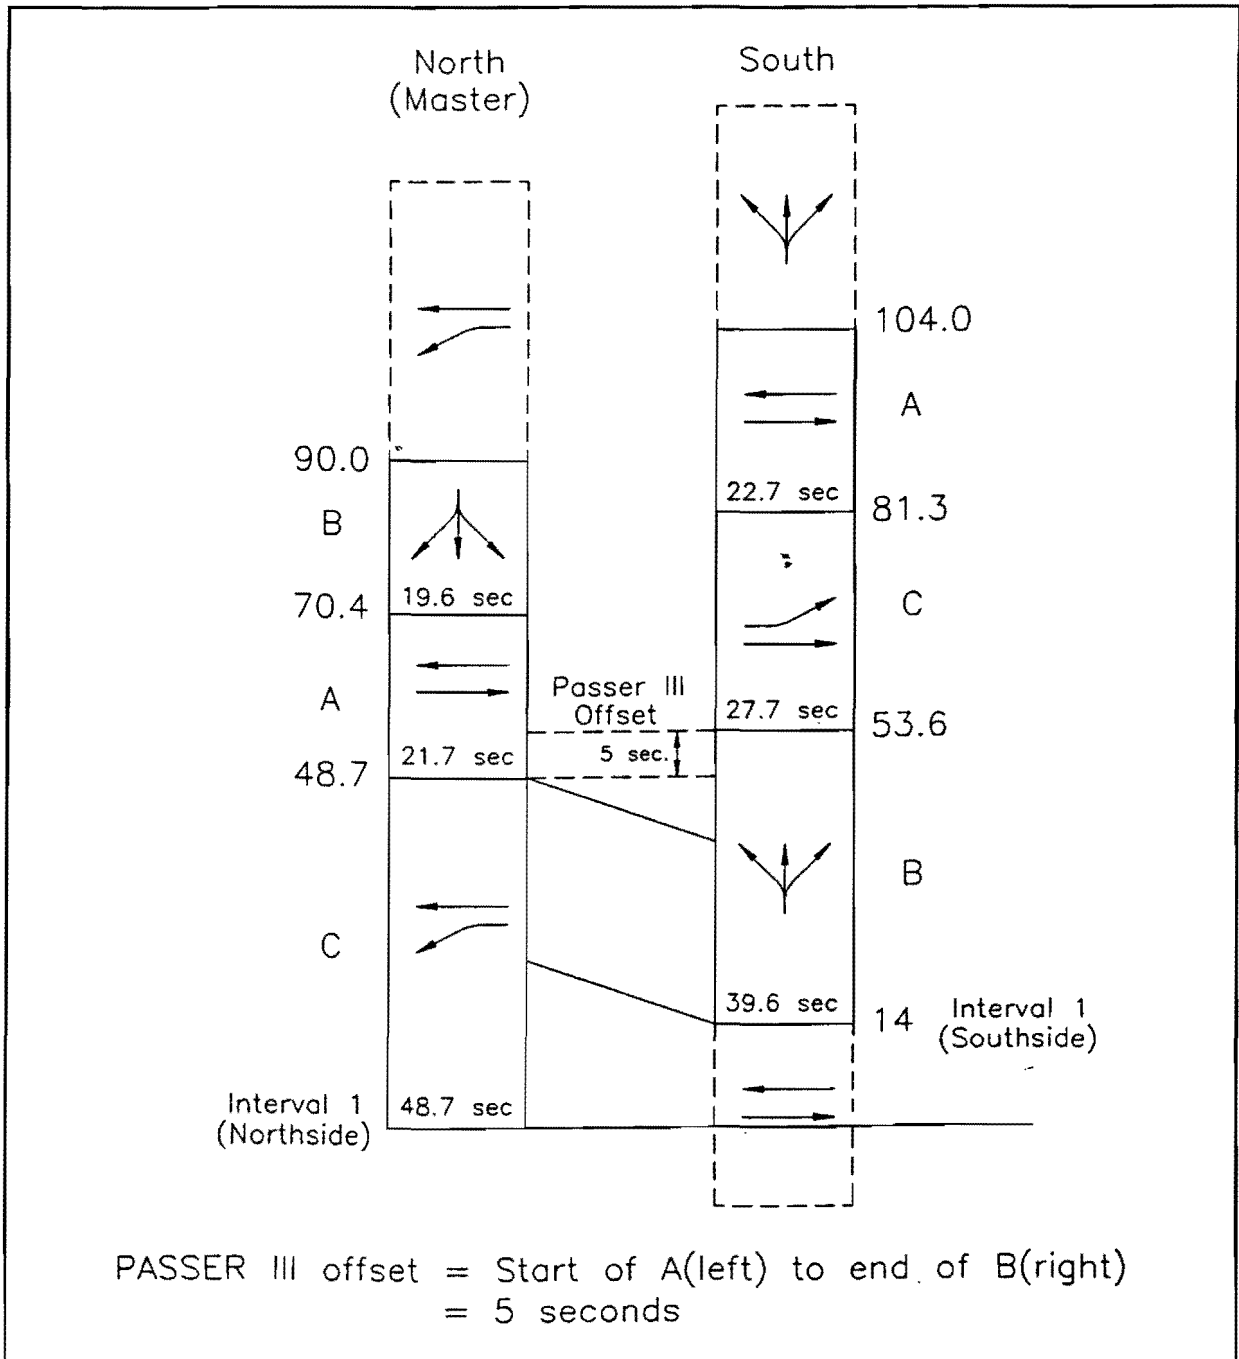 North
(Master)
South
104.0
A
90.0
22.7 sec
81.3
B
19.6 sec
70.4
C
A
Passer III
Offset
27.7 sec
53.6
21.7 sec
5 sec.
48.7
B
C
39.6 sec
14
Interval 1
(Southside)
Interval 1
(Northside)
48.7 sec
PASSER III offset = Start of A(left) to end of B(right)
= 5 seconds